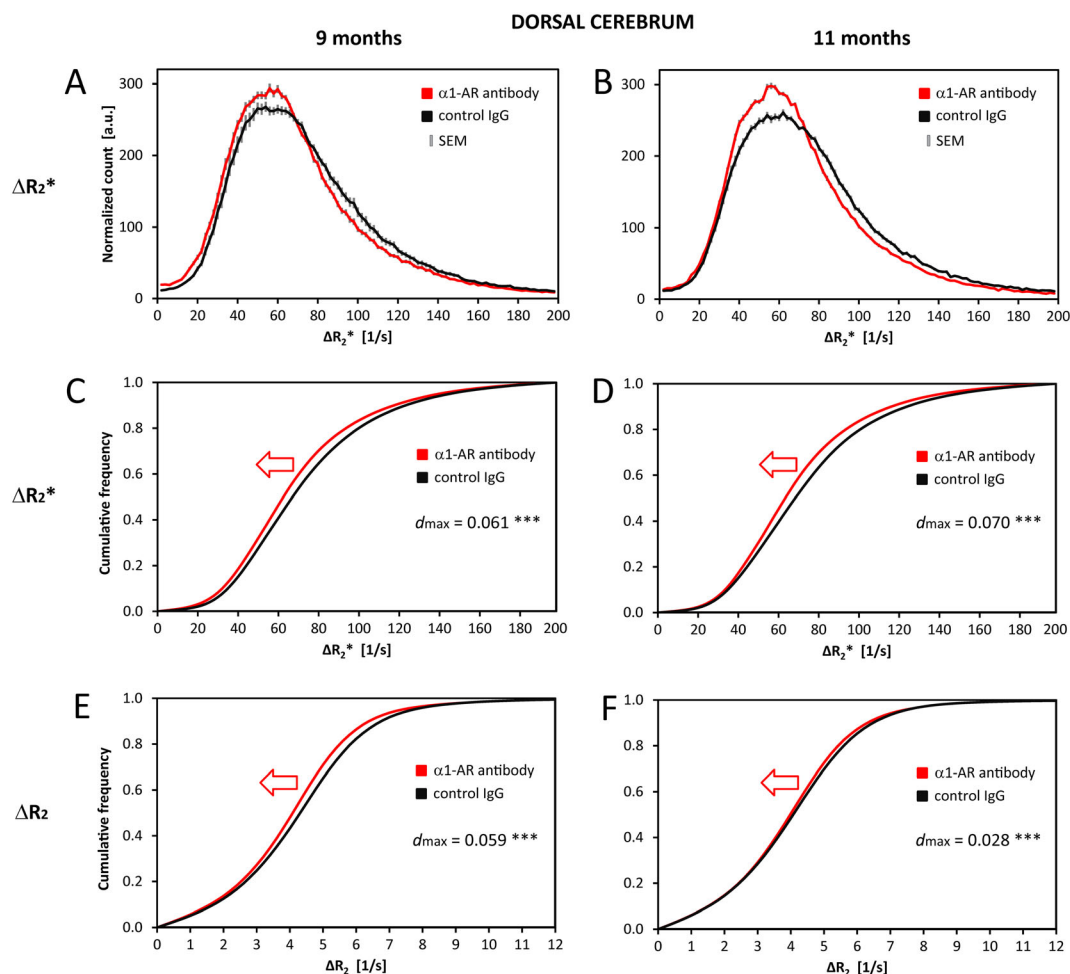 DORSAL CEREBRUM
9 months
11 months
A
300
200
100
0
Normalized count [a.u.]
α1-AR antibody
control IgG
SEM
0 20 40 60 80 100 120 140 160 180 200
ΔR2* [1/s]
B
300
200
100
0
α1-AR antibody
control IgG
SEM
0 20 40 60 80 100 120 140 160 180 200
ΔR2* [1/s]
ΔR2*
C
1.0
0.8
0.6
0.4
0.2
0.0
Cumulative frequency
α1-AR antibody
control IgG
dmax = 0.061 ***
0 20 40 60 80 100 120 140 160 180 200
ΔR2* [1/s]
D
1.0
0.8
0.6
0.4
0.2
0.0
α1-AR antibody
control IgG
dmax = 0.070 ***
0 20 40 60 80 100 120 140 160 180 200
ΔR2* [1/s]
ΔR2*
E
1.0
0.8
0.6
0.4
0.2
0.0
Cumulative frequency
α1-AR antibody
control IgG
dmax = 0.059 ***
0 1 2 3 4 5 6 7 8 9 10 11 12
ΔR2 [1/s]
F
1.0
0.8
0.6
0.4
0.2
0.0
α1-AR antibody
control IgG
dmax = 0.028 ***
0 1 2 3 4 5 6 7 8 9 10 11 12
ΔR2 [1/s]
ΔR2